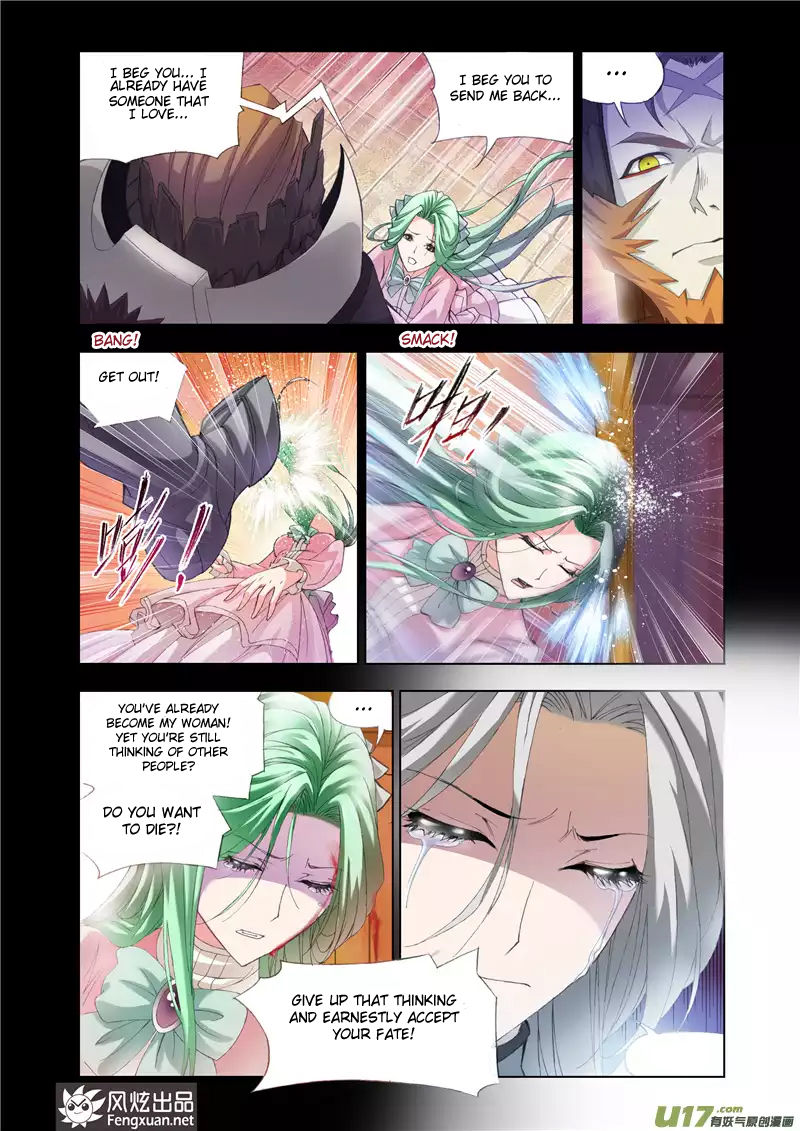 I BEG YOU... I
ALREADY HAVE
SOMEONE THAT
I LOVE...
I BEG YOU TO
SEND ME BACK...
...
BANG!
GET OUT!
嘭!
SMACK!
啪!
YOU'VE ALREADY
BECOME MY WOMAN!
YET YOU'RE STILL
THINKING OF OTHER
PEOPLE?
DO YOU WANT
TO DIE?!
...
GIVE UP THAT THINKING
AND EARNESTLY ACCEPT
YOUR FATE!
风炫出品
Fengxuan.net
U17.com
有妖气原创漫画